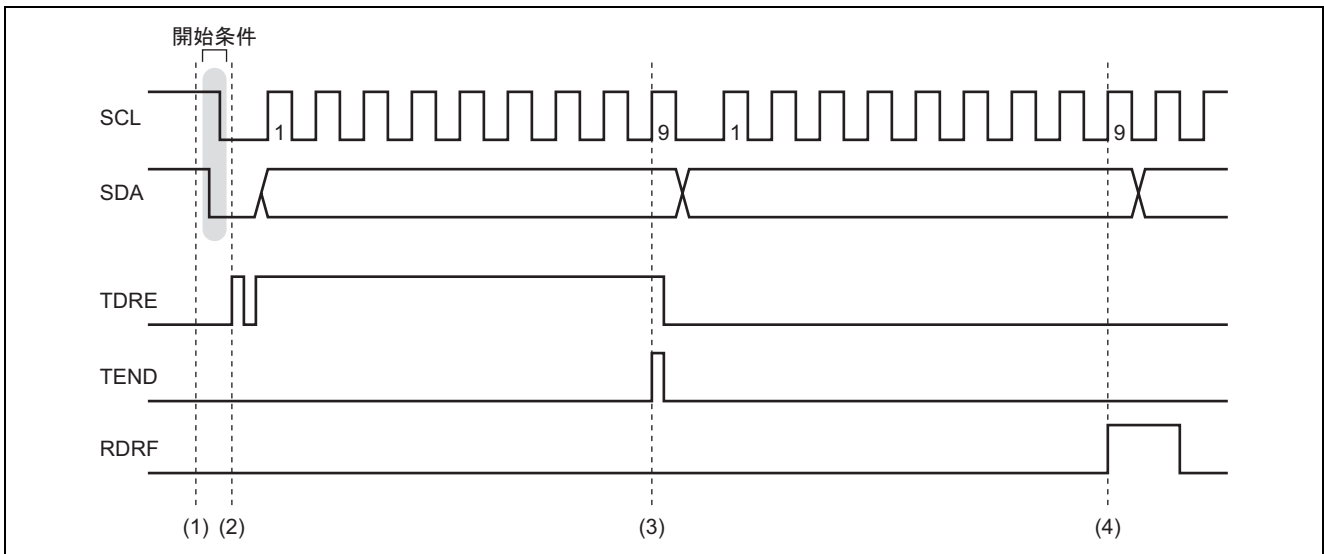 開始条件
SCL
1
9
1
9
SDA
TDRE
TEND
RDRF
(1) (2) (3) (4)